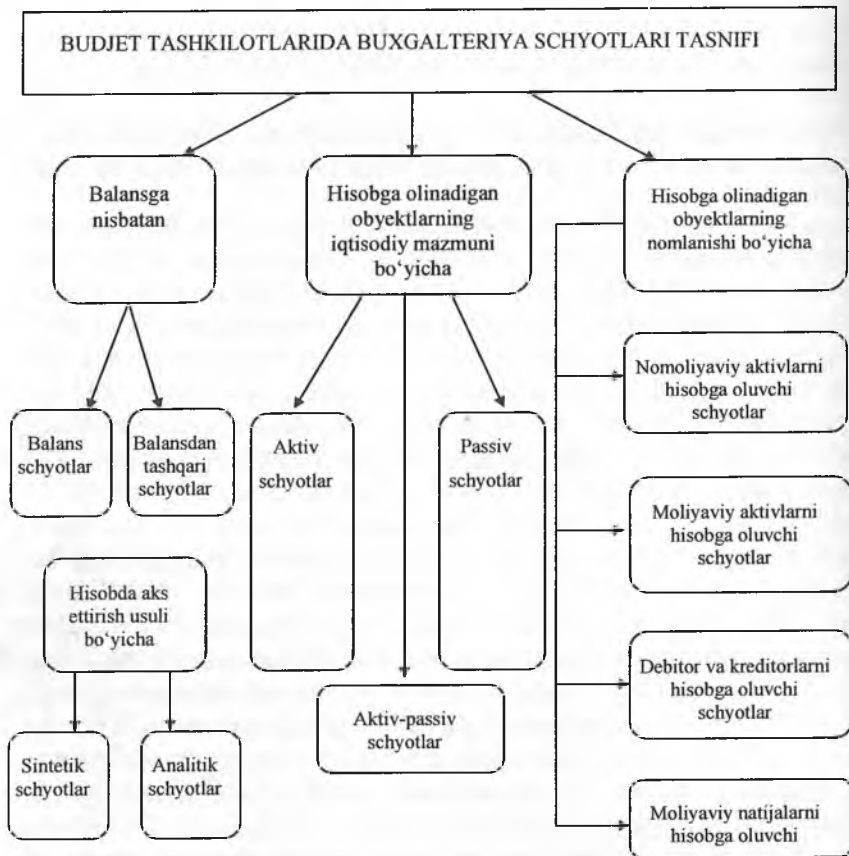 BUDJET TASHKILOTLARIDA BUXGALTERIYA SCHYOTLARI TASNIFI
Balansga
nisbatan
Hisobga olinadigan
obyektlarning
iqtisodiy mazmuni
bo‘yicha
Hisobga olinadigan
obyektlarning
nomlanishi bo‘yicha
Balans
schyotlar
Balansdan
tashqari
schyotlar
Aktiv
schyotlar
Passiv
schyotlar
Nomoliyaviy aktivlarni
hisobga oluvchi
schyotlar
Moliyaviy aktivlarni
hisobga oluvchi
schyotlar
Hisobda aks
ettirish usuli
bo‘yicha
Debitor va kreditorlarni
hisobga oluvchi
schyotlar
Aktiv-passiv
schyotlar
Sintetik
schyotlar
Analitik
schyotlar
Moliyaviy natijalarni
hisobga oluvchi